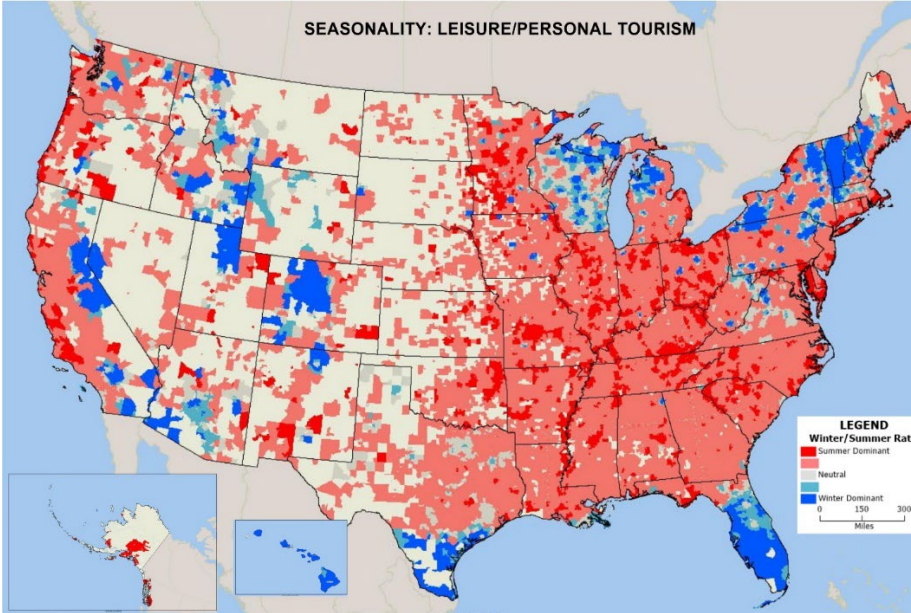 SEASONALITY: LEISURE/PERSONAL TOURISM
LEGEND
Winter/Summer Rat
Summer Dominant
Neutral
Winter Dominant
0 150 300
Miles